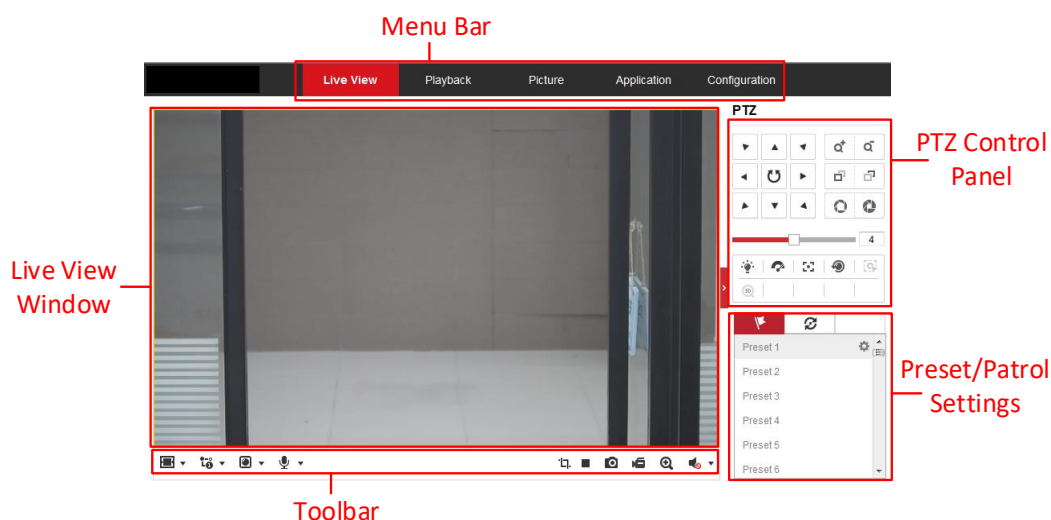 Menu Bar
Live View
Playback
Picture
Application
Configuration
PTZ
PTZ Control
Panel
4
3D
Live View
Window
Preset 1
Preset 2
Preset 3
Preset 4
Preset 5
Preset 6
Preset/Patrol
Settings
Toolbar